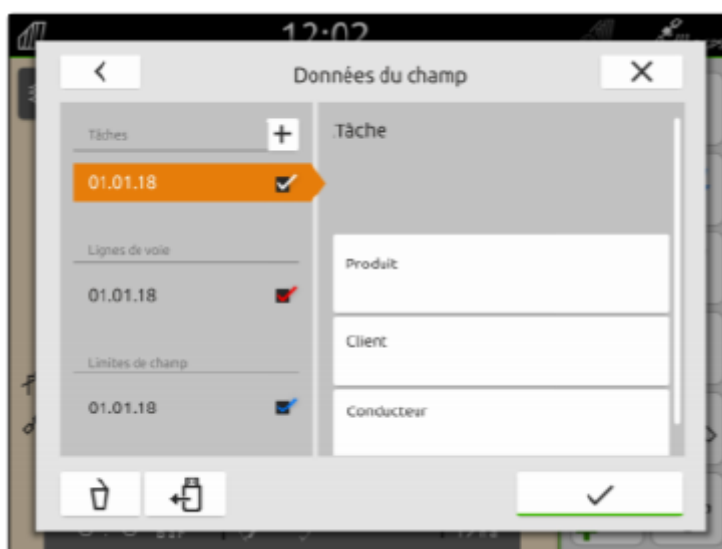 12:02
Données du champ
Tâches
Tâche
01.01.18
Lignes de voie
Produit
01.01.18
Client
Limites de champ
01.01.18
Conducteur